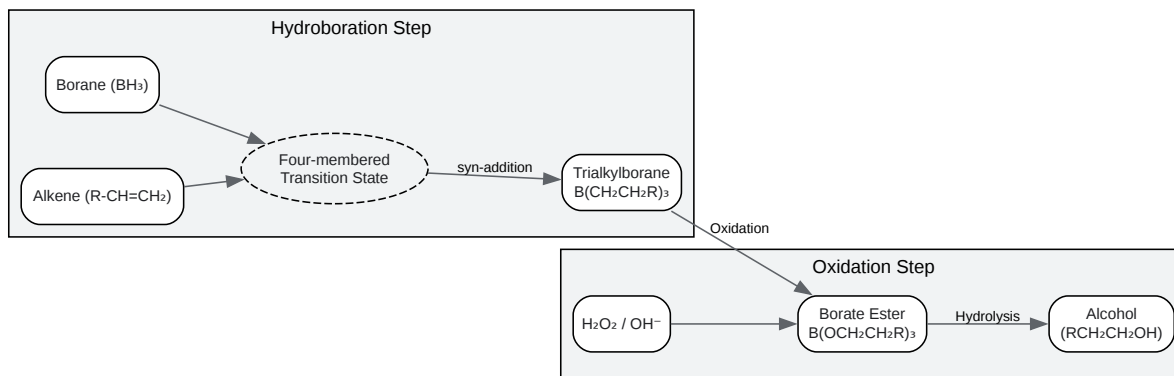 Hydroboration Step
Borane (BH₃)
Alkene (R-CH=CH₂)
Four-membered
Transition State
syn-addition
Trialkylborane
B(CH₂CH₂R)₃
Oxidation
Oxidation Step
H₂O₂ / OH⁻
Borate Ester
B(OCH₂CH₂R)₃
Hydrolysis
Alcohol
(RCH₂CH₂OH)